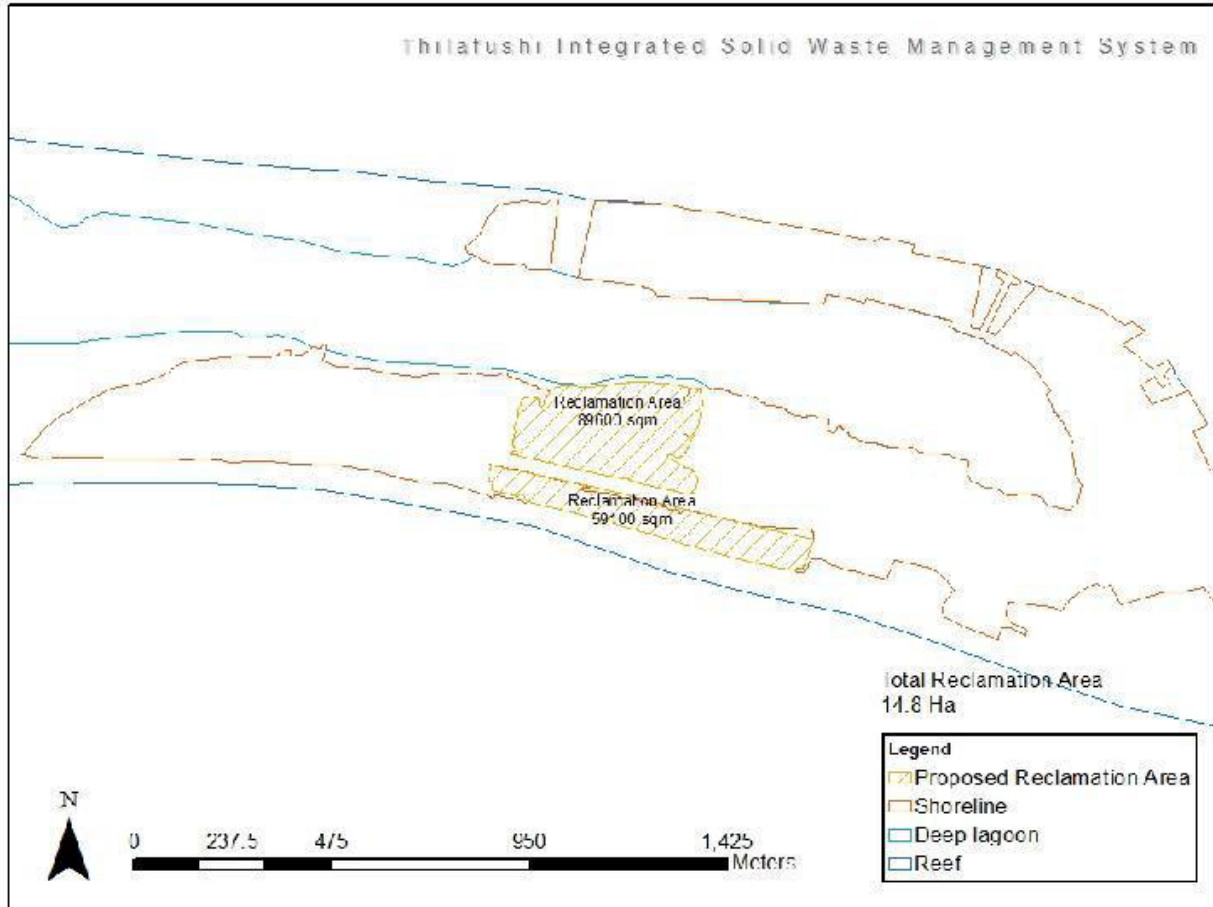 Thilafushi Integrated Solid Waste Management System
Reclamation Area
89600 sqm
Reclamation Area
59100 sqm
Total Reclamation Area
14.8 Ha
Legend
Proposed Reclamation Area
Shoreline
Deep lagoon
Reef
N
0 237.5 475 950 1,425
Meters